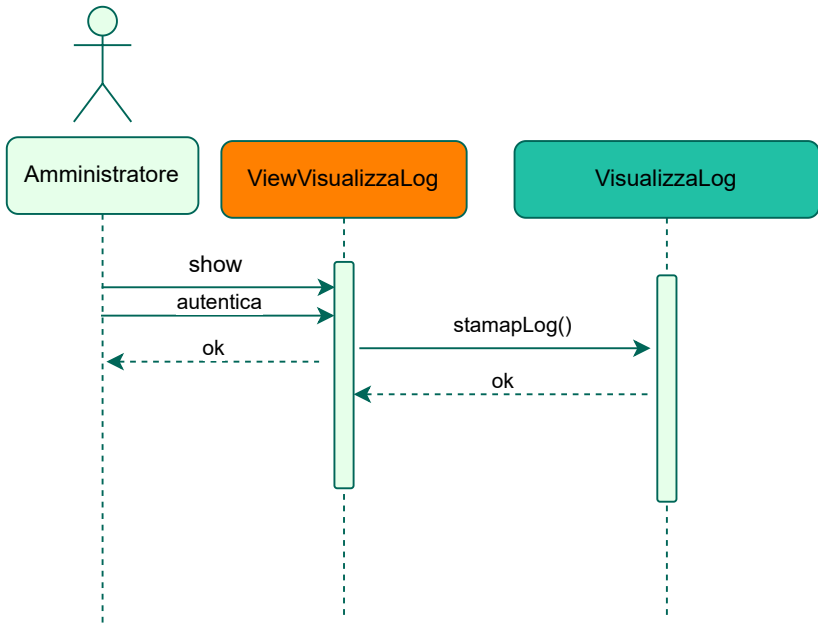 Amministratore
ViewVisualizzaLog
VisualizzaLog
show
autentica
stamapLog()
ok
ok